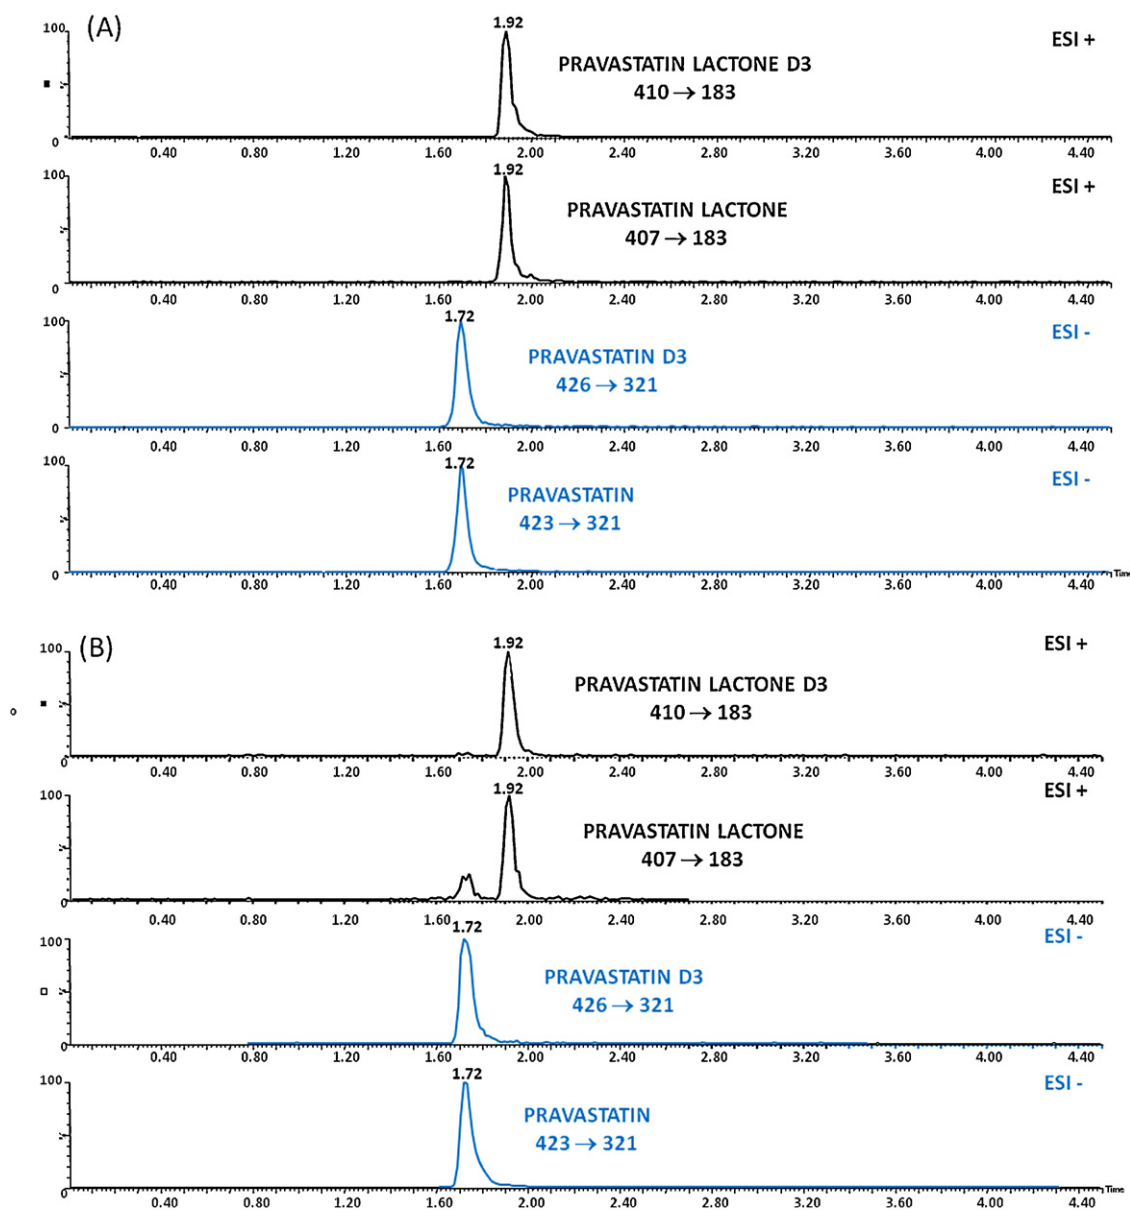 (A)
100
1.92
ESI +
PRAVASTATIN LACTONE D3
410 → 183
0
0.40 0.80 1.20 1.60 2.00 2.40 2.80 3.20 3.60 4.00 4.40
100
1.92
ESI +
PRAVASTATIN LACTONE
407 → 183
0
0.40 0.80 1.20 1.60 2.00 2.40 2.80 3.20 3.60 4.00 4.40
100
1.72
ESI -
PRAVASTATIN D3
426 → 321
0
0.40 0.80 1.20 1.60 2.00 2.40 2.80 3.20 3.60 4.00 4.40
100
1.72
ESI -
PRAVASTATIN
423 → 321
0
Time
0.40 0.80 1.20 1.60 2.00 2.40 2.80 3.20 3.60 4.00 4.40
(B)
100
1.92
ESI +
PRAVASTATIN LACTONE D3
410 → 183
0
0.40 0.80 1.20 1.60 2.00 2.40 2.80 3.20 3.60 4.00 4.40
100
1.92
ESI +
PRAVASTATIN LACTONE
407 → 183
0
0.40 0.80 1.20 1.60 2.00 2.40 2.80 3.20 3.60 4.00 4.40
100
1.72
ESI -
PRAVASTATIN D3
426 → 321
0
0.40 0.80 1.20 1.60 2.00 2.40 2.80 3.20 3.60 4.00 4.40
100
1.72
ESI -
PRAVASTATIN
423 → 321
0
Time
0.40 0.80 1.20 1.60 2.00 2.40 2.80 3.20 3.60 4.00 4.40